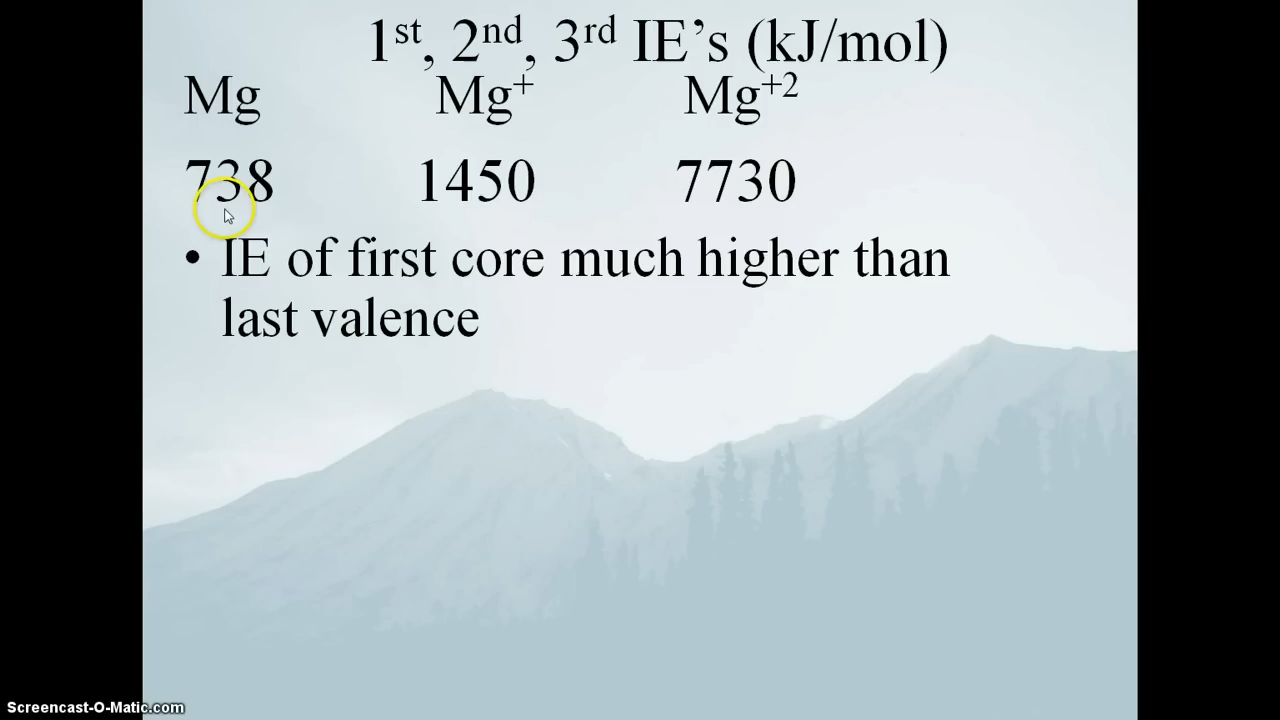 1st, 2nd, 3rd IE’s (kJ/mol)
Mg Mg+ Mg+2
738 1450 7730
• IE of first core much higher than
last valence
Screencast-O-Matic.com